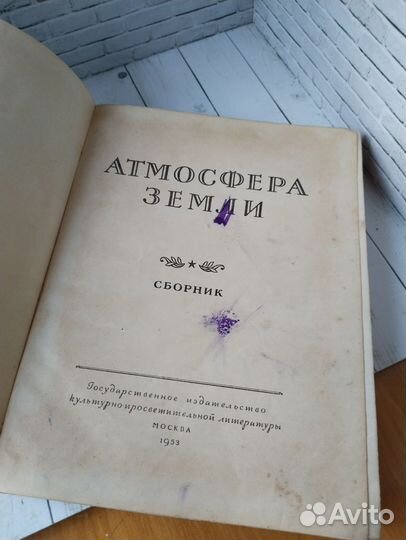 АТМОСФЕРА
ЗЕМЛИ
СБОРНИК
Государственное издательство
культурно-просветительной литературы
МОСКВА
1953
Avito